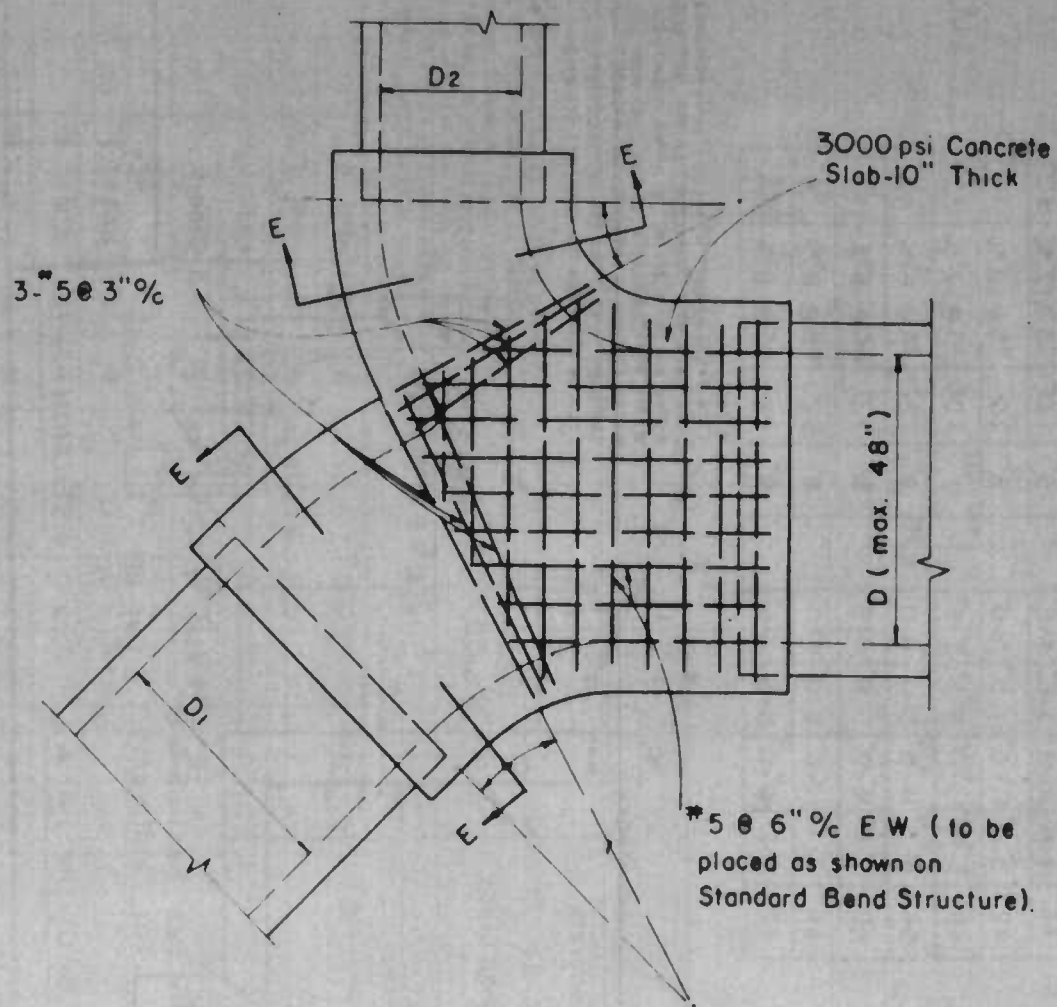 D2
E
3000 psi Concrete
Slab-10" Thick
E
3-#5@ 3" %c
D (max. 48")
E
D1
E
#5 @ 6" %c E.W. (to be
placed as shown on
Standard Bend Structure).